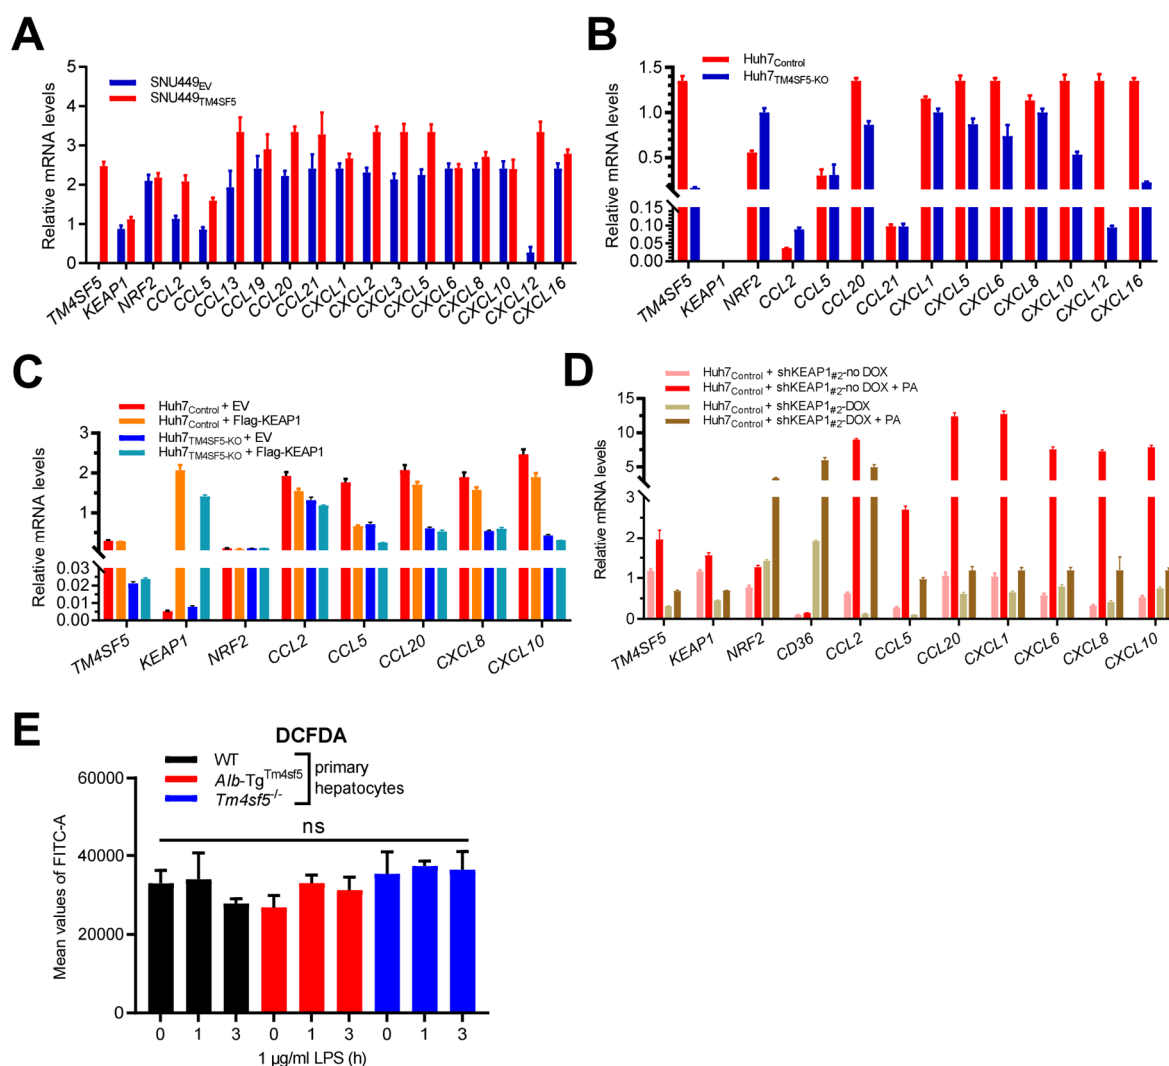 A
SNU449EV
SNU449TM4SF5
Relative mRNA levels
5
4
3
2
1
0
TM4SF5
KEAP1
NRF2
CCL2
CCL5
CCL13
CCL19
CCL20
CCL21
CXCL1
CXCL2
CXCL3
CXCL5
CXCL6
CXCL8
CXCL10
CXCL12
CXCL16
B
Huh7Control
Huh7TM4SF5-KO
Relative mRNA levels
1.5
1.0
0.5
0.15
0.10
0.05
0.00
TM4SF5
KEAP1
NRF2
CCL2
CCL5
CCL20
CCL21
CXCL1
CXCL5
CXCL6
CXCL8
CXCL10
CXCL12
CXCL16
C
Huh7Control + EV
Huh7Control + Flag-KEAP1
Huh7TM4SF5-KO + EV
Huh7TM4SF5-KO + Flag-KEAP1
Relative mRNA levels
3
2
1
0.03
0.02
0.01
0.00
TM4SF5
KEAP1
NRF2
CCL2
CCL5
CCL20
CXCL8
CXCL10
D
Huh7Control + shKEAP1#2-no DOX
Huh7Control + shKEAP1#2-no DOX + PA
Huh7Control + shKEAP1#2-DOX
Huh7Control + shKEAP1#2-DOX + PA
Relative mRNA levels
15
10
5
3
2
1
0
TM4SF5
KEAP1
NRF2
CD36
CCL2
CCL5
CCL20
CXCL1
CXCL6
CXCL8
CXCL10
E
DCFDA
WT
Alb-TgTm4sf5
Tm4sf5-/-
primary
hepatocytes
ns
Mean values of FITC-A
60000
40000
20000
0
0 1 3 0 1 3 0 1 3
1 µg/ml LPS (h)